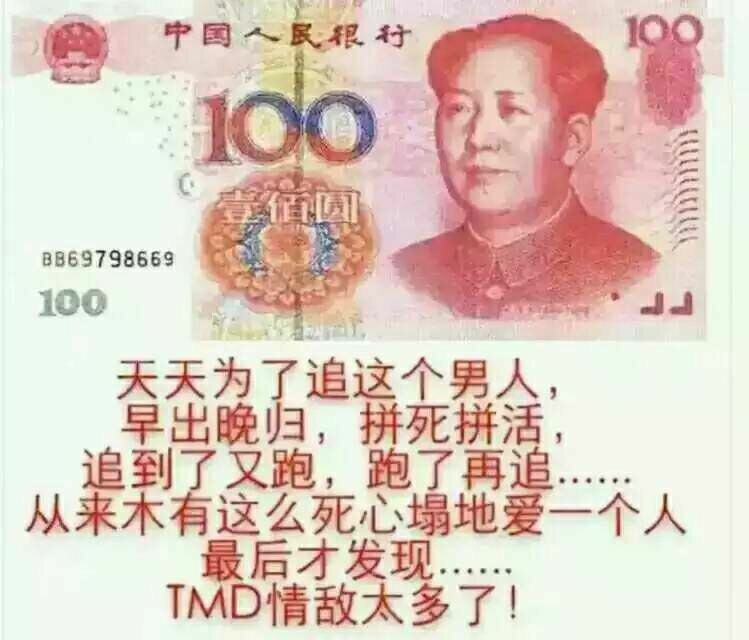 中国人民银行
100
100
壹佰圆
BB69798669
100
天天为了追这个男人，
早出晚归，拼死拼活，
追到了又跑，跑了再追......
从来木有这么死心塌地爱一个人
最后才发现......
TMD情敌太多了！